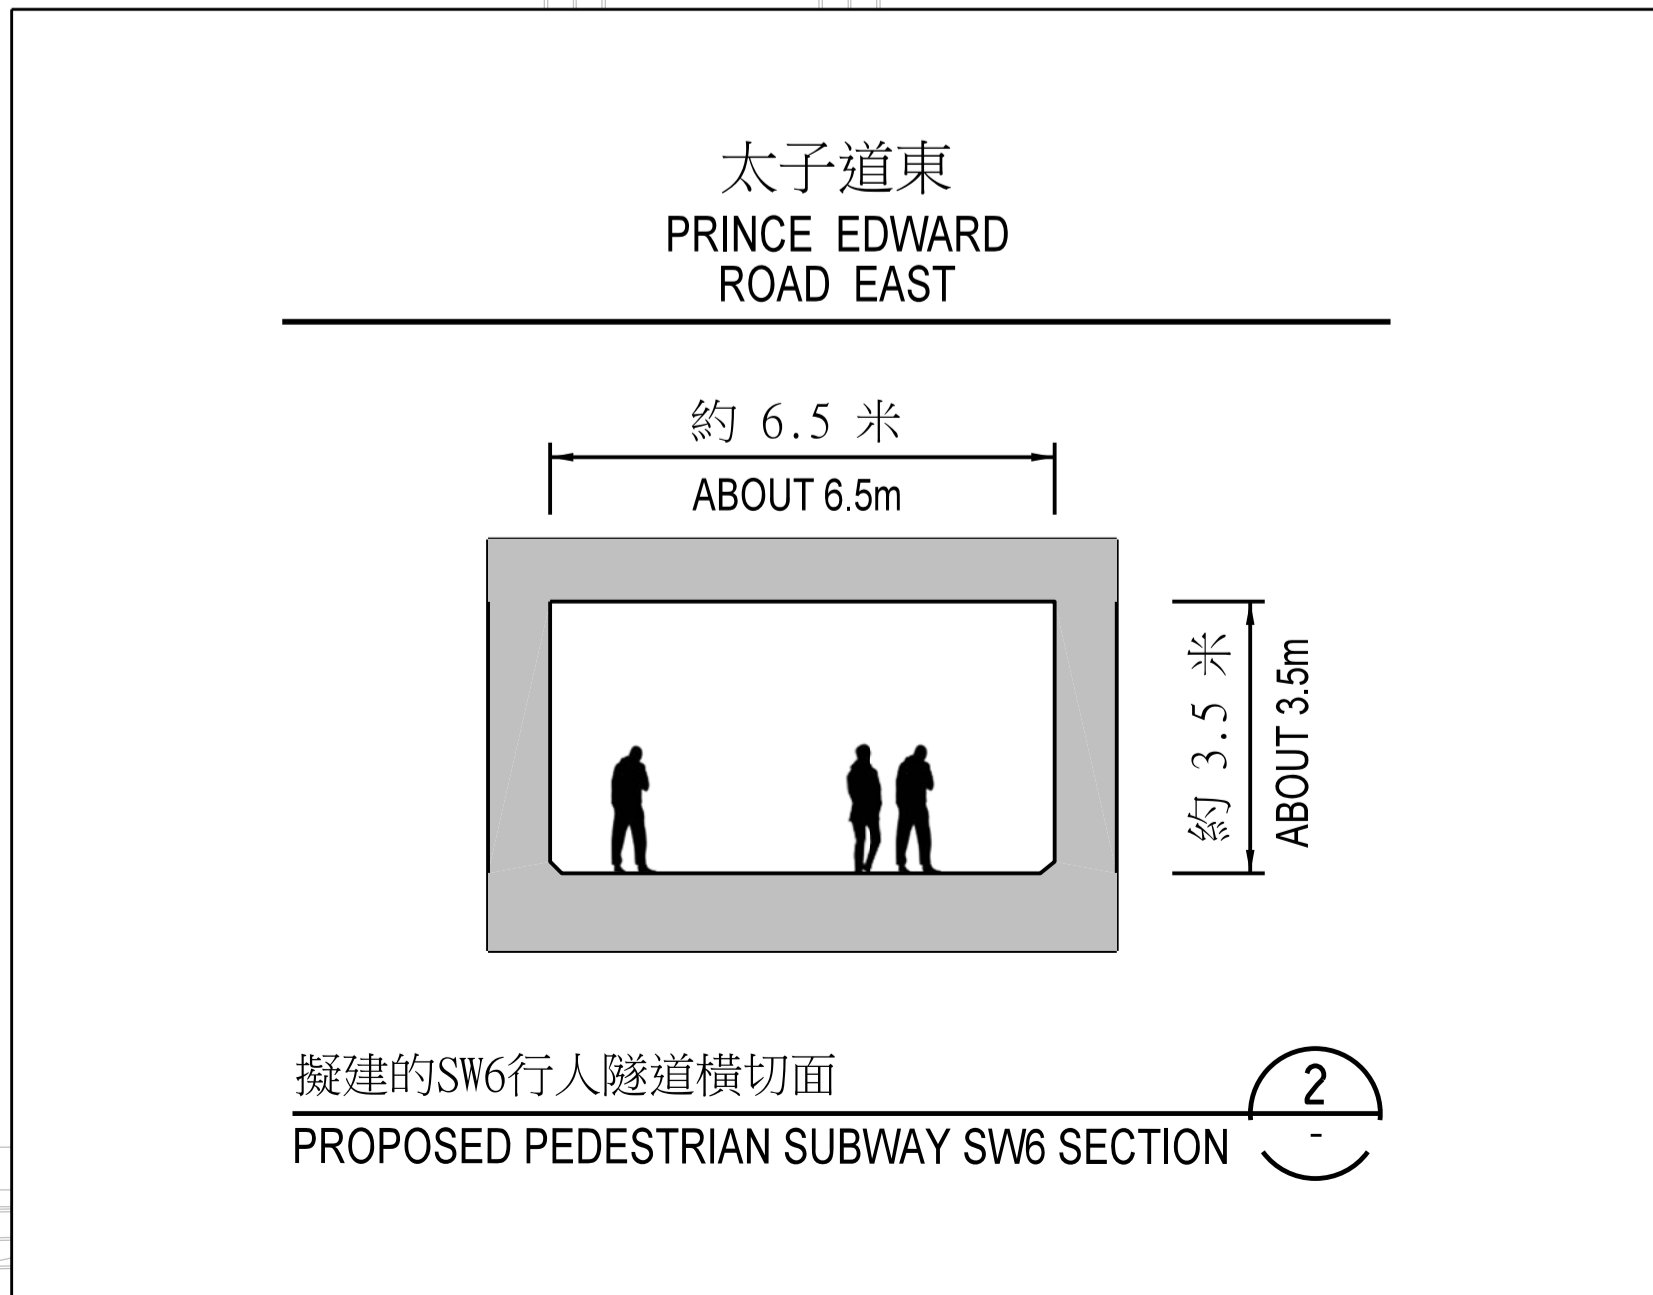 太子道東
PRINCE EDWARD
ROAD EAST
約 6.5 米
ABOUT 6.5m
約 3.5 米
ABOUT 3.5m
擬建的SW6行人隧道橫切面
PROPOSED PEDESTRIAN SUBWAY SW6 SECTION
2
-